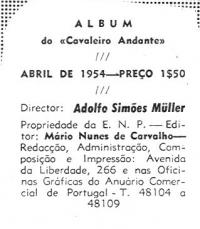 ALBUM
do «Cavaleiro Andante»
///
ABRIL DE 1954—PREÇO 1$50
///
Director: Adolfo Simões Müller
Propriedade da E. N. P. — Edi-
tor: Mário Nunes de Carvalho—
Redacção, Administração, Com-
posição e Impressão: Avenida
da Liberdade, 266 e nas Ofici-
nas Gráficas do Anuário Comer-
cial de Portugal - T. 48104 a
48109